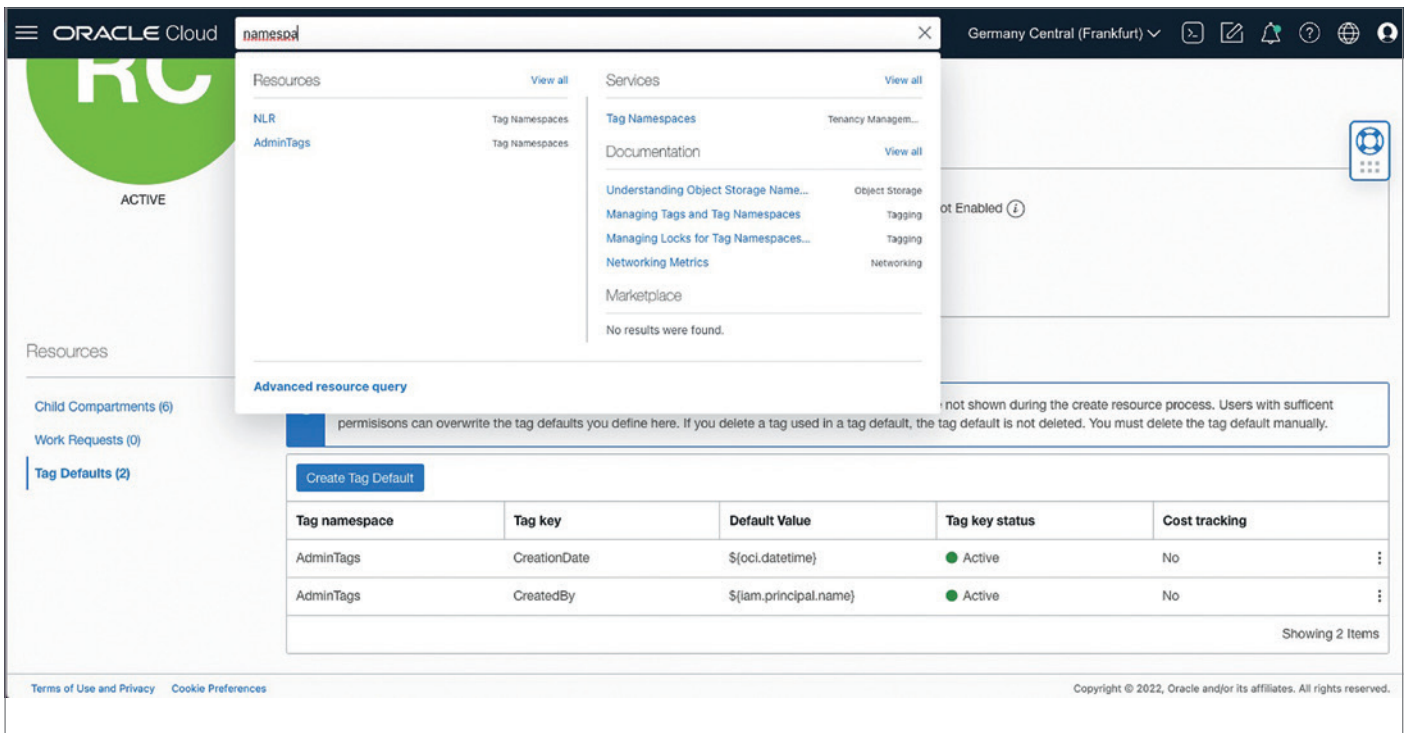 ORACLE Cloud
namespa
Germany Central (Frankfurt)
RC
ACTIVE
Resources View all
NLR Tag Namespaces
AdminTags Tag Namespaces
Services View all
Tag Namespaces Tenancy Managem...
Documentation View all
Understanding Object Storage Name... Object Storage
Managing Tags and Tag Namespaces Tagging
Managing Locks for Tag Namespaces... Tagging
Networking Metrics Networking
Marketplace
No results were found.
Advanced resource query
ot Enabled
Resources
Child Compartments (6)
Work Requests (0)
Tag Defaults (2)
not shown during the create resource process. Users with sufficent
permisisons can overwrite the tag defaults you define here. If you delete a tag used in a tag default, the tag default is not deleted. You must delete the tag default manually.
Create Tag Default
Tag namespace Tag key Default Value Tag key status Cost tracking
AdminTags CreationDate ${oci.datetime} Active No
AdminTags CreatedBy ${iam.principal.name} Active No
Showing 2 Items
Terms of Use and Privacy Cookie Preferences
Copyright © 2022, Oracle and/or its affiliates. All rights reserved.